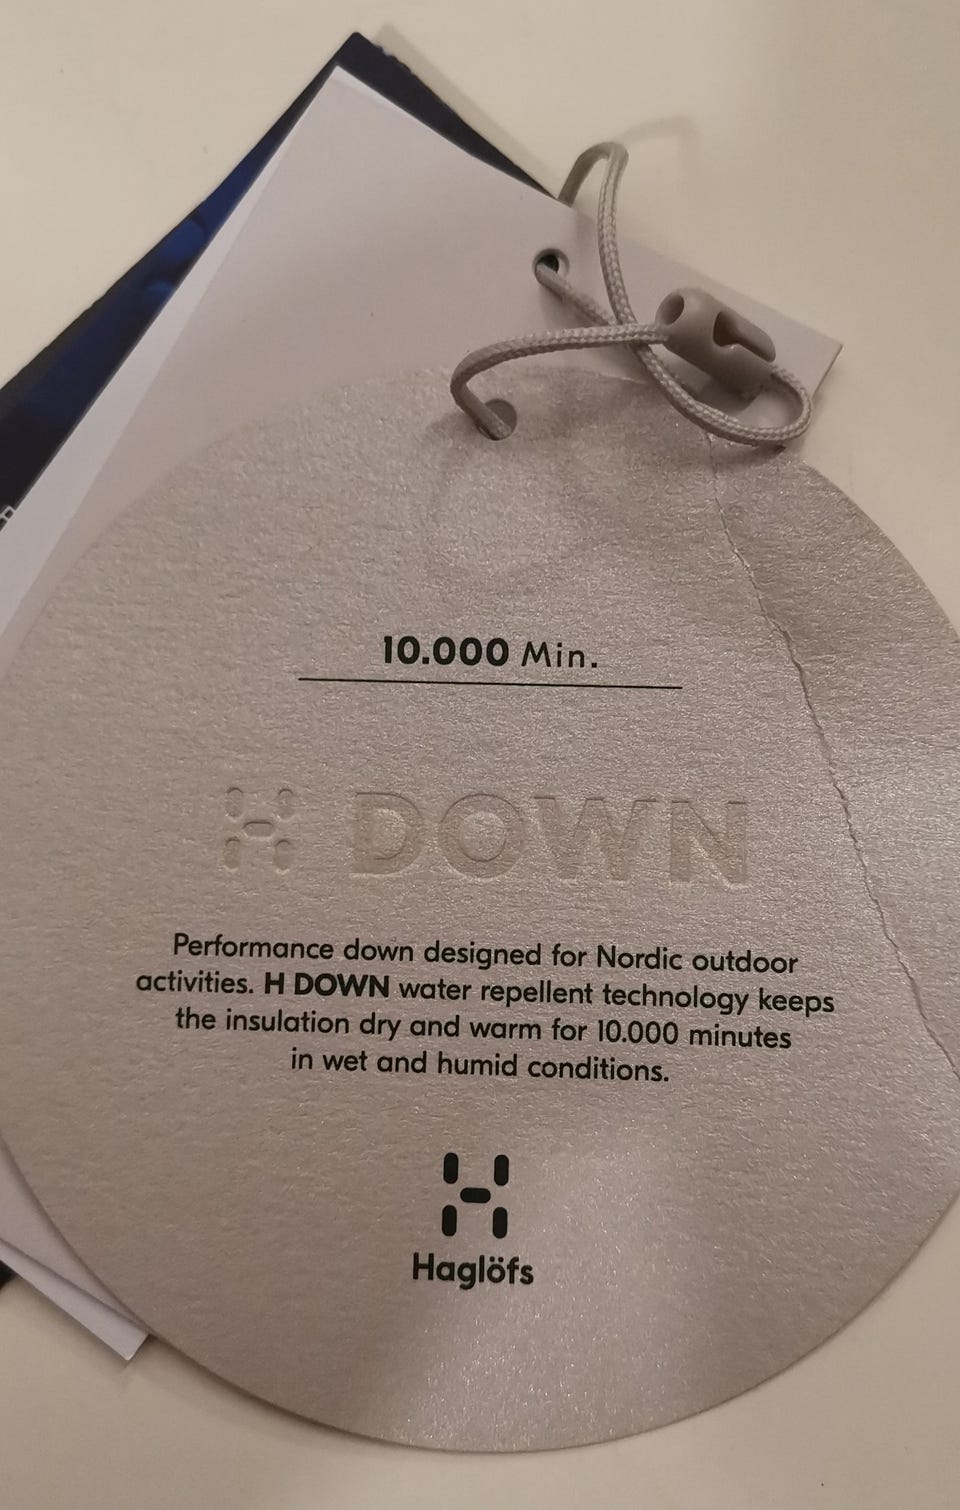 10.000 Min.
H DOWN
Performance down designed for Nordic outdoor
activities. H DOWN water repellent technology keeps
the insulation dry and warm for 10.000 minutes
in wet and humid conditions.
H
Haglöfs